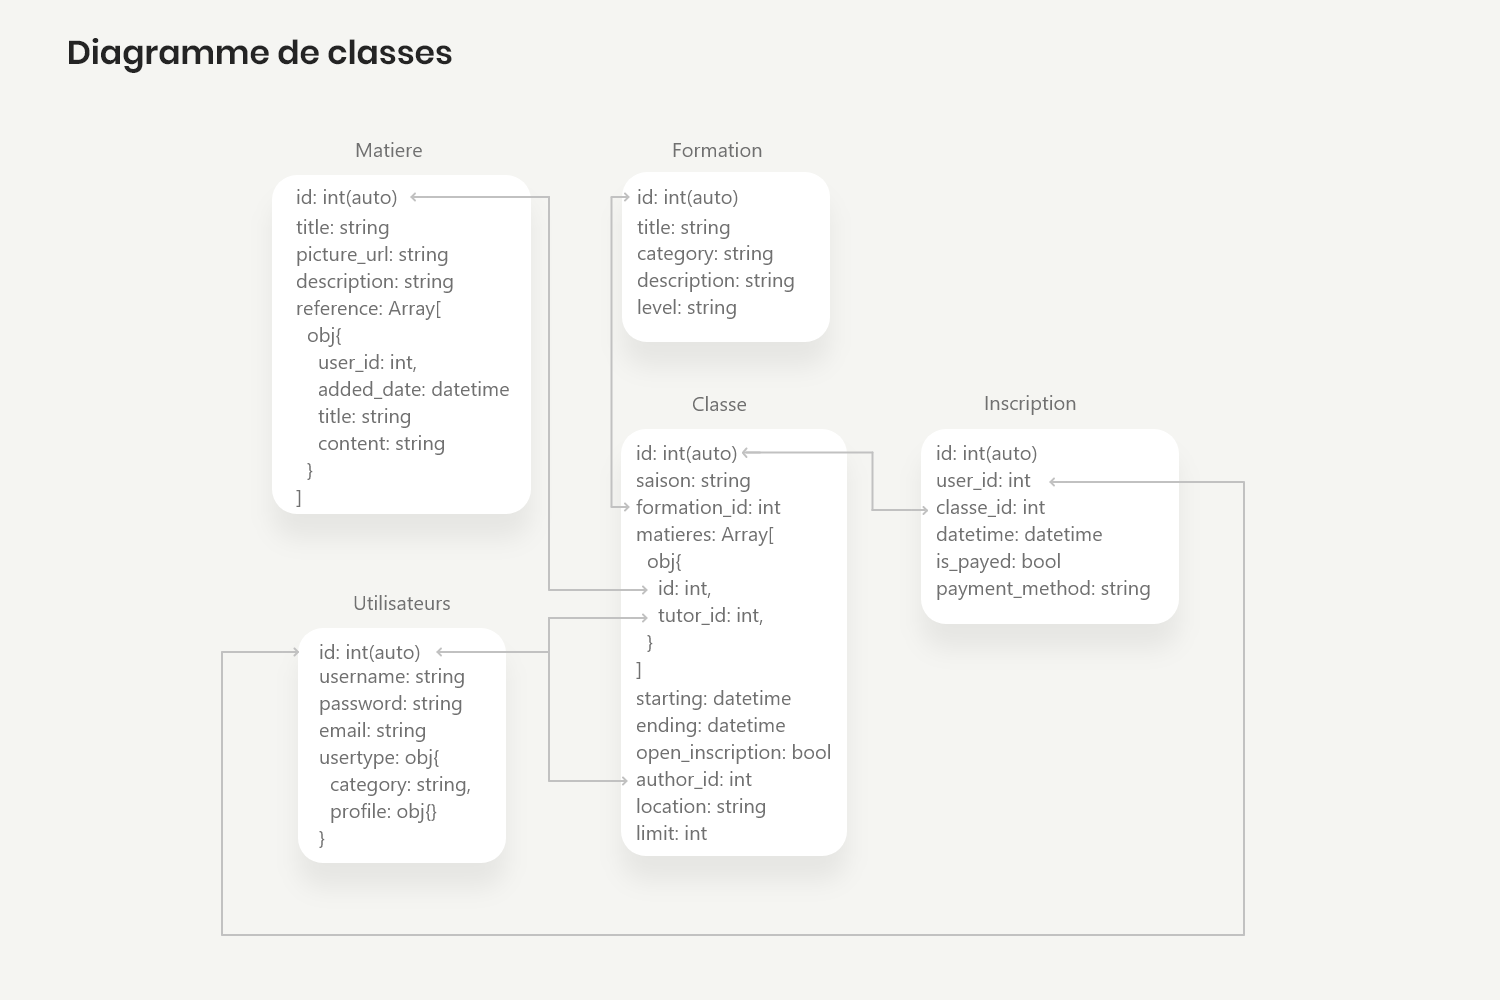 Diagramme de classes
Matiere
id: int(auto)
title: string
picture_url: string
description: string
reference: Array[
obj{
user_id: int,
added_date: datetime
title: string
content: string
}
]
Formation
id: int(auto)
title: string
category: string
description: string
level: string
Classe
id: int(auto)
saison: string
formation_id: int
matieres: Array[
obj{
id: int,
tutor_id: int,
}
]
starting: datetime
ending: datetime
open_inscription: bool
author_id: int
location: string
limit: int
Inscription
id: int(auto)
user_id: int
classe_id: int
datetime: datetime
is_payed: bool
payment_method: string
Utilisateurs
id: int(auto)
username: string
password: string
email: string
usertype: obj{
category: string,
profile: obj{}
}